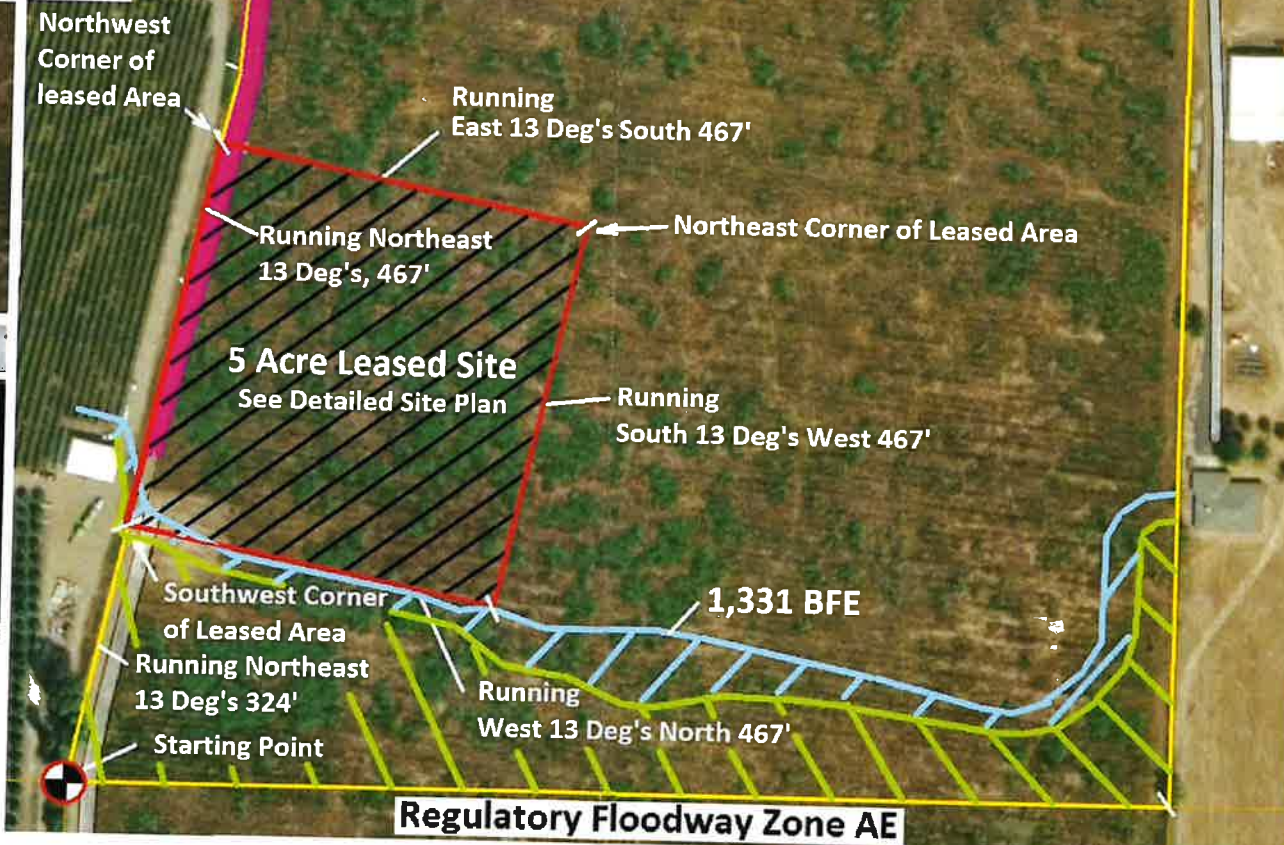 Northwest
Corner of
leased Area
Running
East 13 Deg's South 467'
Northeast Corner of Leased Area
Running Northeast
13 Deg's, 467'
5 Acre Leased Site
See Detailed Site Plan
Running
South 13 Deg's West 467'
Southwest Corner
of Leased Area
1,331 BFE
Running Northeast
13 Deg's 324'
Running
West 13 Deg's North 467'
Starting Point
Regulatory Floodway Zone AE